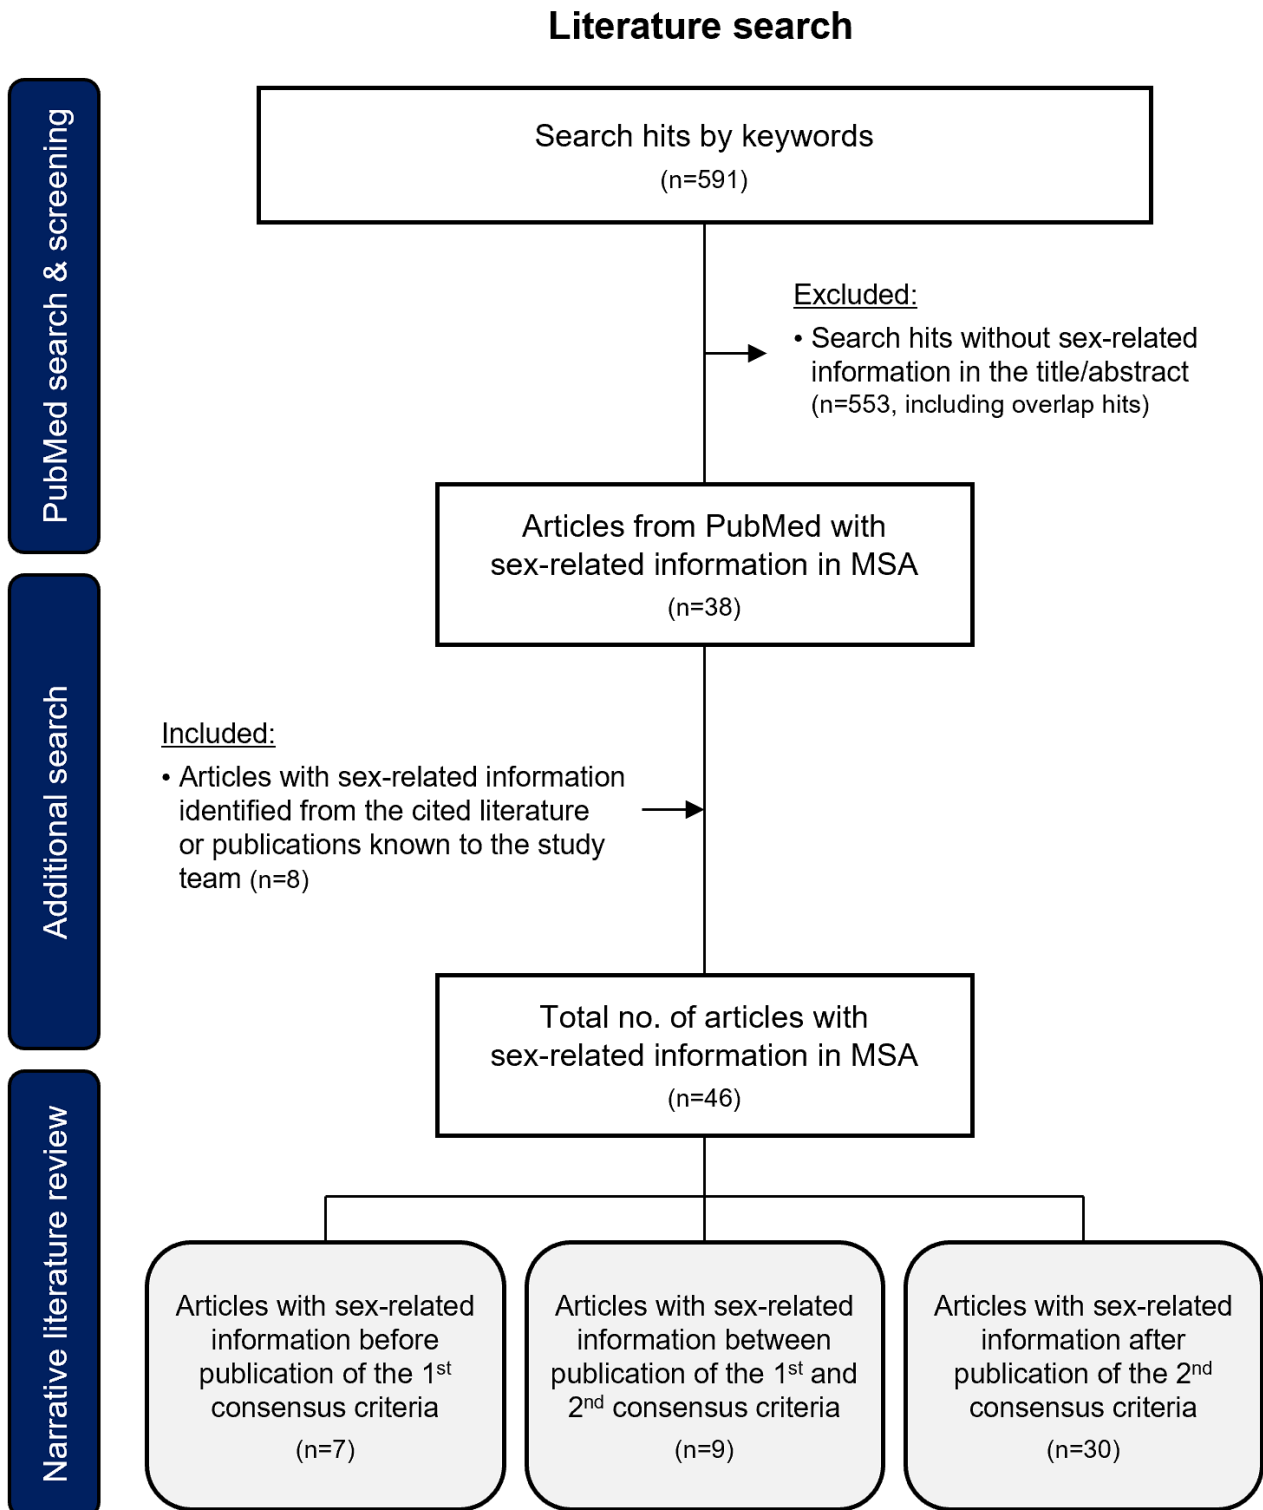 Literature search
PubMed search & screening
Search hits by keywords
(n=591)
Excluded:
• Search hits without sex-related
information in the title/abstract
(n=553, including overlap hits)
Articles from PubMed with
sex-related information in MSA
(n=38)
Additional search
Included:
• Articles with sex-related information
identified from the cited literature
or publications known to the study
team (n=8)
Total no. of articles with
sex-related information in MSA
(n=46)
Narrative literature review
Articles with sex-related
information before
publication of the 1st
consensus criteria
(n=7)
Articles with sex-related
information between
publication of the 1st and
2nd consensus criteria
(n=9)
Articles with sex-related
information after
publication of the 2nd
consensus criteria
(n=30)